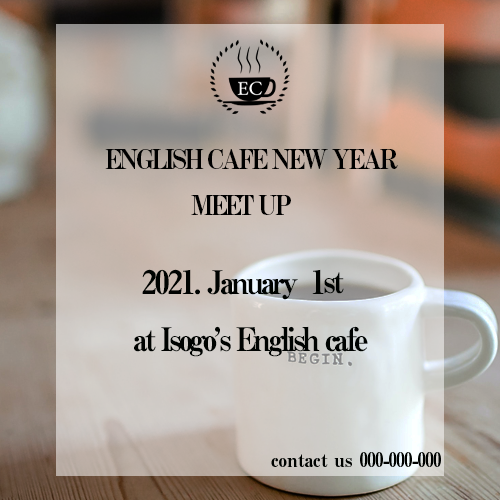 EC
ENGLISH CAFE NEW YEAR
MEET UP
2021. January 1st
at Isogo's English cafe
BEGIN.
contact us 000-000-000